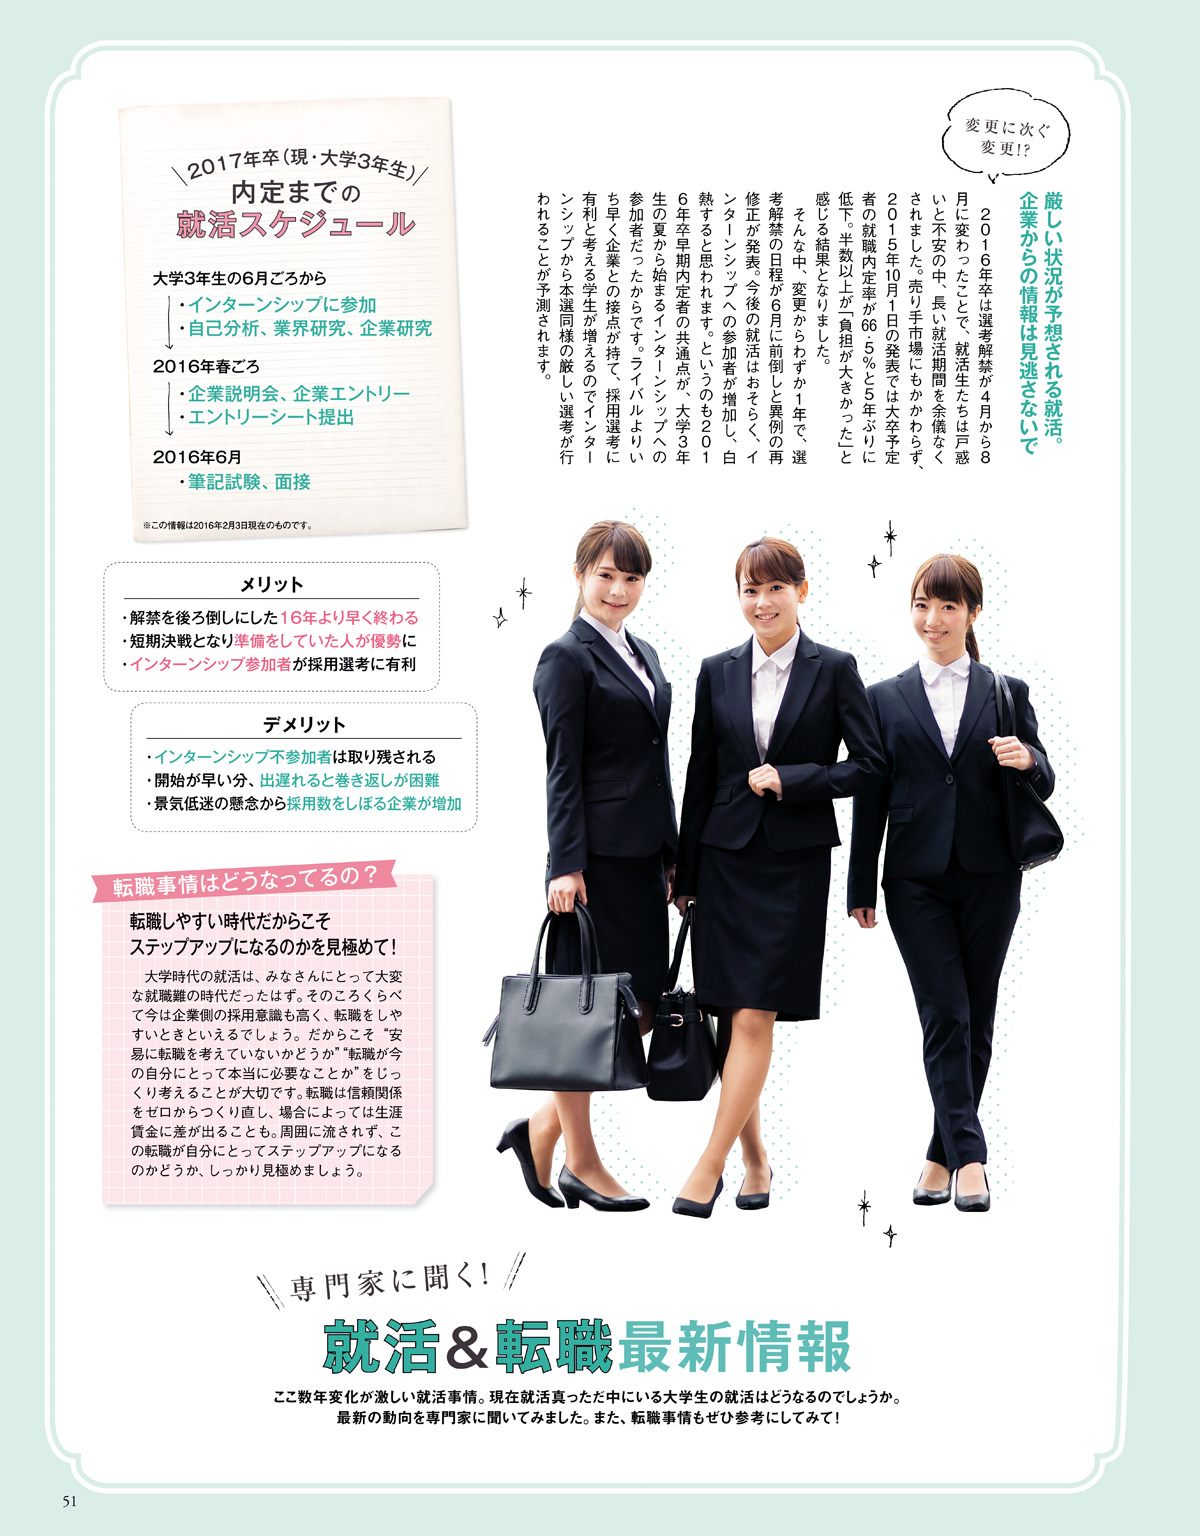 変更に次ぐ
変更!?
厳しい状況が予想される就活。
企業からの情報は見逃さないで
　2016年卒は選考解禁が4月から8
月に変わったことで、就活生たちは戸惑
いと不安の中、長い就活期間を余儀なく
されました。売り手市場にもかかわらず、
2015年10月1日の発表では大卒予定
者の就職内定率が66・5%と5年ぶりに
低下。半数以上が「負担が大きかった」と
感じる結果となりました。
　そんな中、変更からわずか1年で、選
考解禁の日程が6月に前倒しと異例の再
修正が発表。今後の就活はおそらく、イ
ンターンシップへの参加者が増加し、白
熱すると思われます。というのも201
6年卒早期内定者の共通点が、大学3年
生の夏から始まるインターンシップへの
参加者だったからです。ライバルよりい
ち早く企業との接点が持て、採用選考に
有利と考える学生が増えるのでインター
ンシップから本選同様の厳しい選考が行
われることが予測されます。
2017年卒（現・大学3年生）
内定までの
就活スケジュール
大学3年生の6月ごろから
・インターンシップに参加
・自己分析、業界研究、企業研究
2016年春ごろ
・企業説明会、企業エントリー
・エントリーシート提出
2016年6月
・筆記試験、面接
※この情報は2016年2月3日現在のものです。
メリット
・解禁を後ろ倒しにした16年より早く終わる
・短期決戦となり準備をしていた人が優勢に
・インターンシップ参加者が採用選考に有利
デメリット
・インターンシップ不参加者は取り残される
・開始が早い分、出遅れると巻き返しが困難
・景気低迷の懸念から採用数をしぼる企業が増加
転職事情はどうなってるの？
転職しやすい時代だからこそ
ステップアップになるのかを見極めて！
　大学時代の就活は、みなさんにとって大変
な就職難の時代だったはず。そのころくらべ
て今は企業側の採用意識も高く、転職をしや
すいときといえるでしょう。だからこそ“安
易に転職を考えていないかどうか”“転職が今
の自分にとって本当に必要なことか”をじっ
くり考えることが大切です。転職は信頼関係
をゼロからつくり直し、場合によっては生涯
賃金に差が出ることも。周囲に流されず、こ
の転職が自分にとってステップアップになる
のかどうか、しっかり見極めましょう。
専門家に聞く！
就活&転職最新情報
ここ数年変化が激しい就活事情。現在就活真っただ中にいる大学生の就活はどうなるのでしょうか。
最新の動向を専門家に聞いてみました。また、転職事情もぜひ参考にしてみて！
51